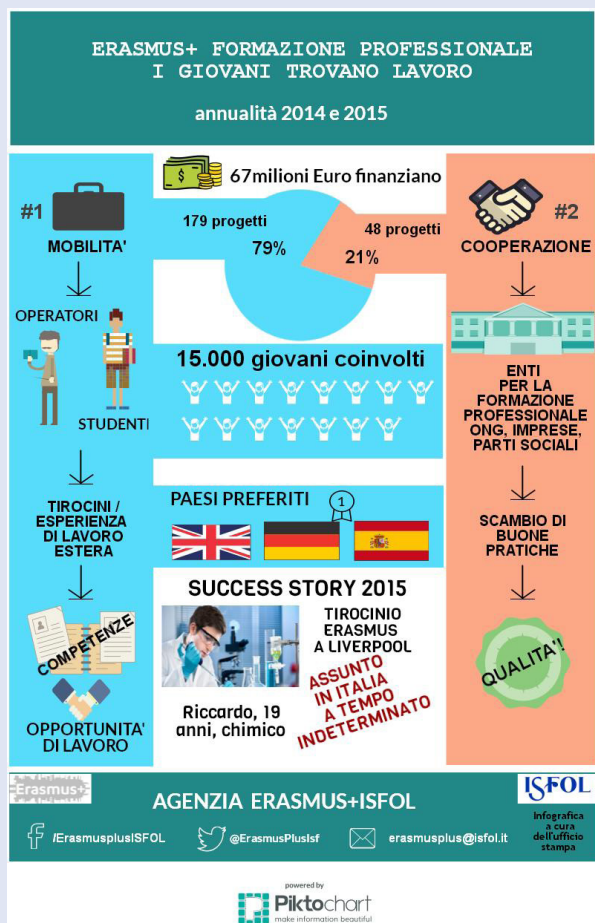 ERASMUS+ FORMAZIONE PROFESSIONALE
I GIOVANI TROVANO LAVORO
annualità 2014 e 2015
67milioni Euro finanziano
#1
MOBILITA'
179 progetti
79%
48 progetti
21%
#2
COOPERAZIONE
OPERATORI
STUDENTI
15.000 giovani coinvolti
ENTI
PER LA
FORMAZIONE
PROFESSIONALE
ONG, IMPRESE,
PARTI SOCIALI
TIROCINI /
ESPERIENZA
DI LAVORO
ESTERA
PAESI PREFERITI
1
SCAMBIO DI
BUONE
PRATICHE
COMPETENZE
OPPORTUNITA'
DI LAVORO
SUCCESS STORY 2015
TIROCINIO
ERASMUS
A LIVERPOOL
ASSUNTO
IN ITALIA
A TEMPO
INDETERMINATO
Riccardo, 19
anni, chimico
QUALITA'!
Erasmus+
AGENZIA ERASMUS+ISFOL
ISFOL
/ErasmusplusISFOL
@ErasmusPlusIsf
erasmusplus@isfol.it
Infografica
a cura
dell'ufficio
stampa
powered by
Piktochart
make information beautiful